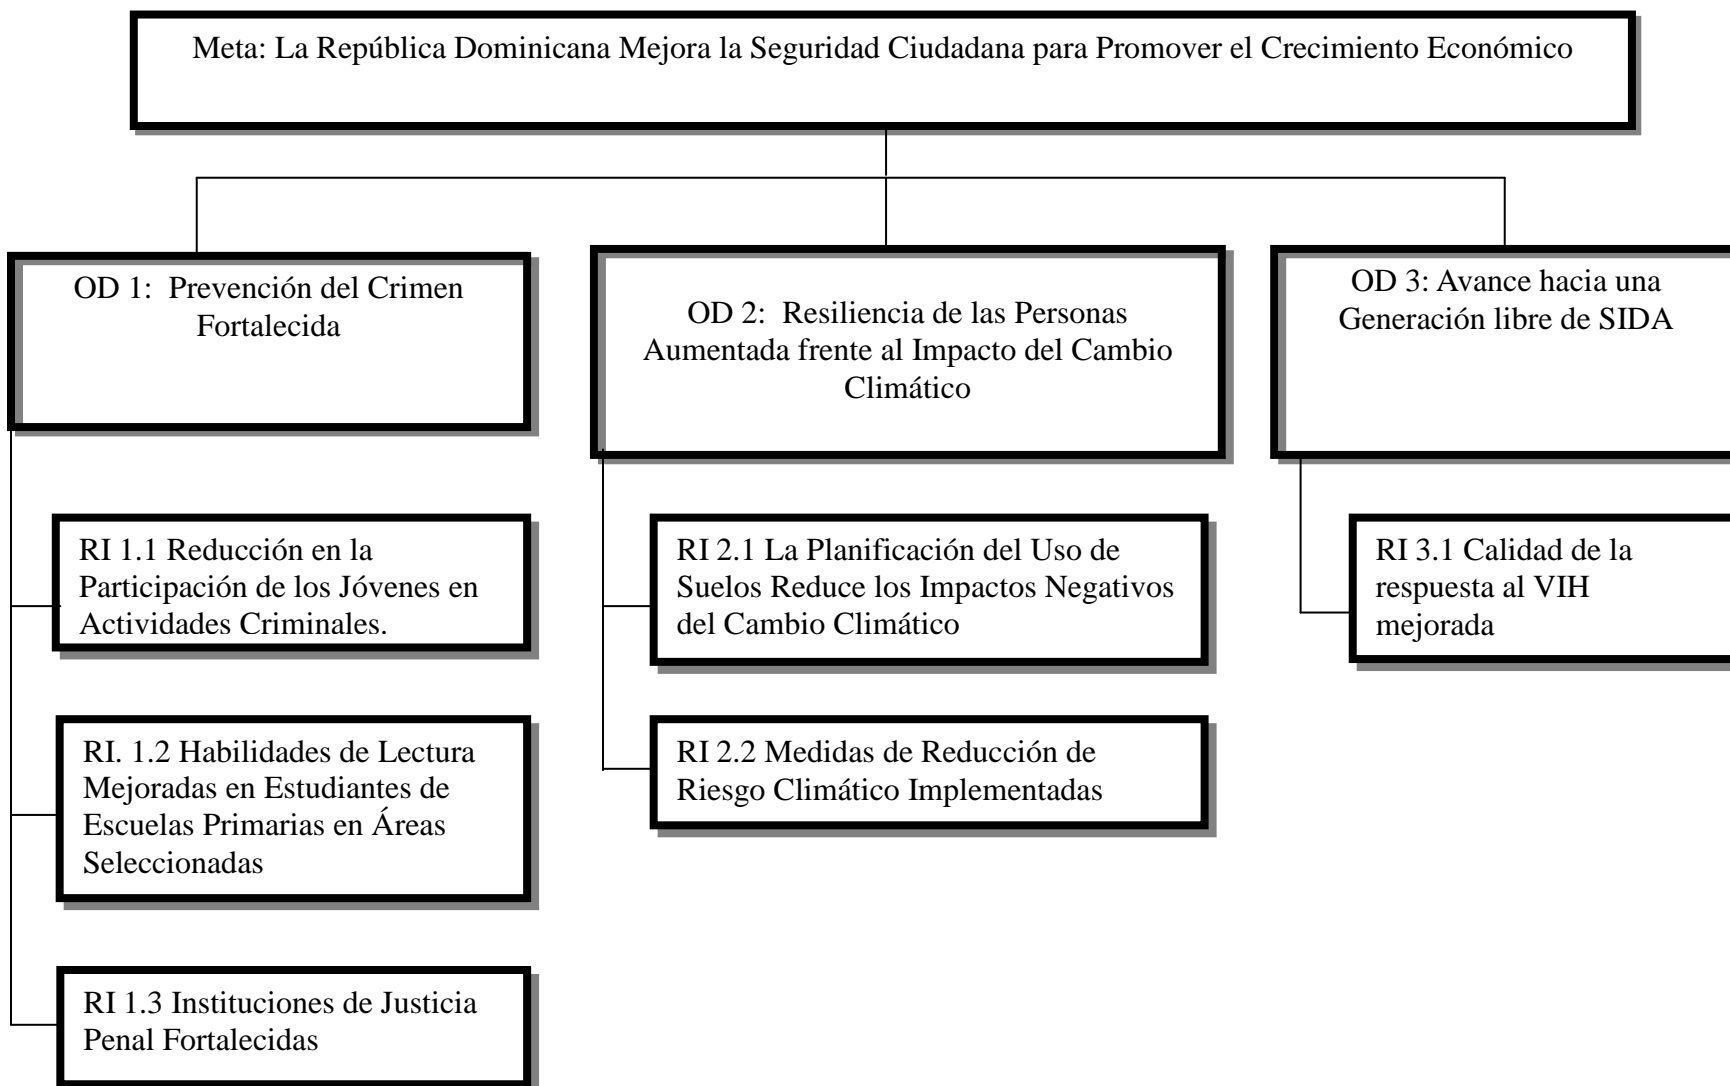 Meta: La República Dominicana Mejora la Seguridad Ciudadana para Promover el Crecimiento Económico
OD 1:  Prevención del Crimen
Fortalecida
RI 1.1 Reducción en la
Participación de los Jóvenes en
Actividades Criminales.
RI. 1.2 Habilidades de Lectura
Mejoradas en Estudiantes de
Escuelas Primarias en Áreas
Seleccionadas
RI 1.3 Instituciones de Justicia
Penal Fortalecidas
OD 2:  Resiliencia de las Personas
Aumentada frente al Impacto del Cambio
Climático
RI 2.1 La Planificación del Uso de
Suelos Reduce los Impactos Negativos
del Cambio Climático
RI 2.2 Medidas de Reducción de
Riesgo Climático Implementadas
OD 3: Avance hacia una
Generación libre de SIDA
RI 3.1 Calidad de la
respuesta al VIH
mejorada